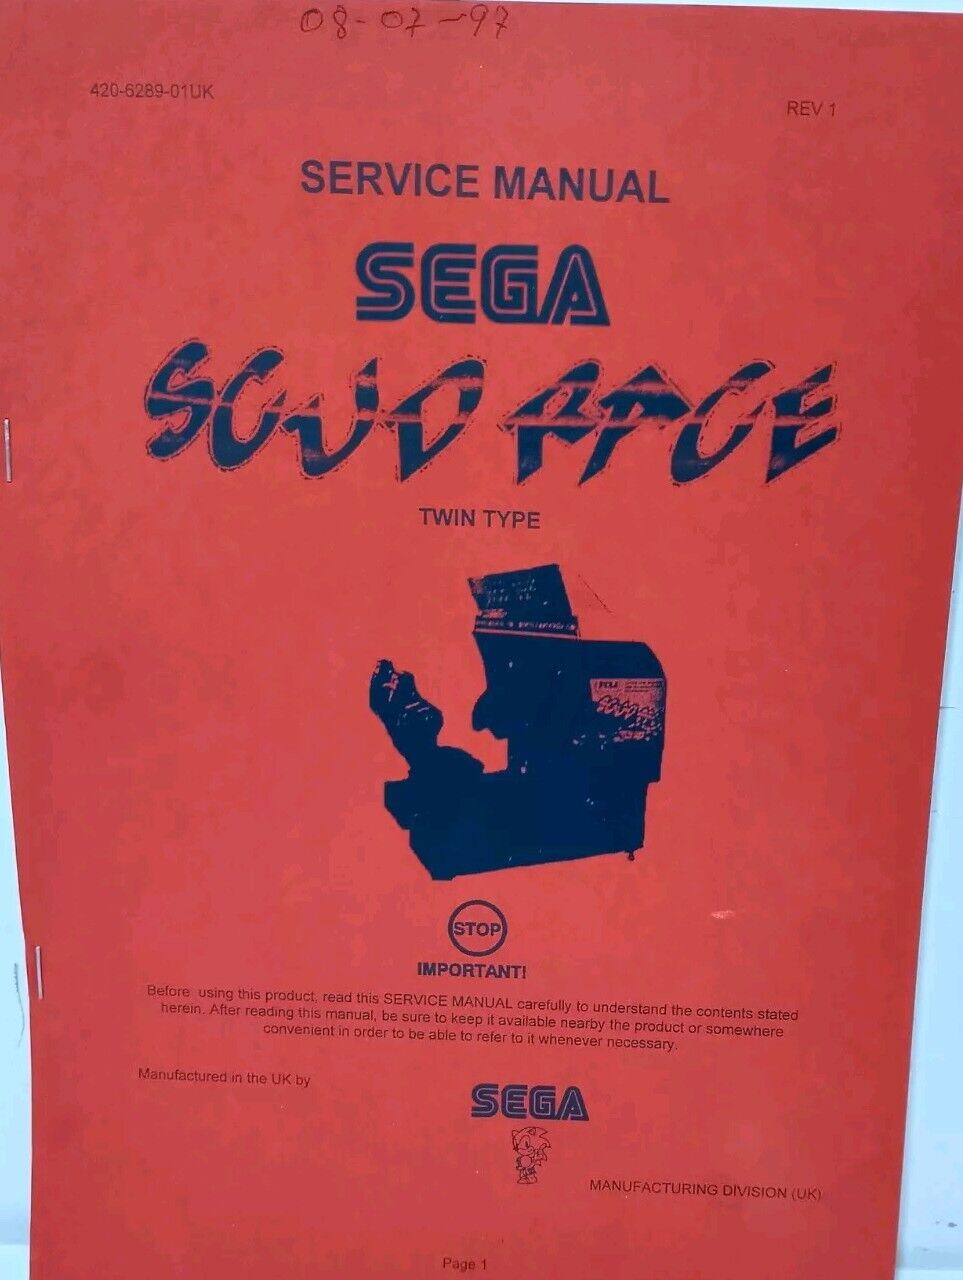 08-07-97
420-6289-01UK
REV 1
SERVICE MANUAL
SEGA
SCUD RACE
TWIN TYPE
STOP
IMPORTANT!
Before using this product, read this SERVICE MANUAL carefully to understand the contents stated
herein. After reading this manual, be sure to keep it available nearby the product or somewhere
convenient in order to be able to refer to it whenever necessary.
Manufactured in the UK by
SEGA
MANUFACTURING DIVISION (UK)
Page 1